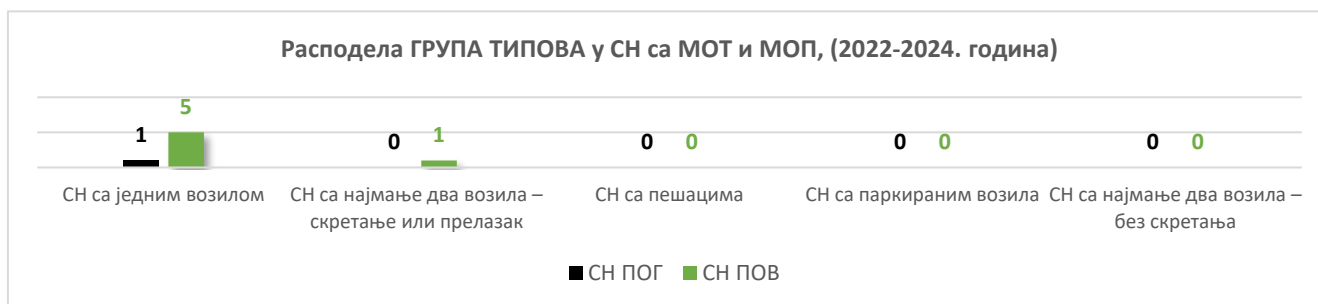 Расподела ГРУПА ТИПОВА у СН са МОТ и МОП, (2022-2024. година)
1 5 0 1 0 0 0 0 0 0
СН са једним возилом
СН са најмање два возила –
скретање или прелазак
СН са пешацима
СН са паркираним возила
СН са најмање два возила –
без скретања
СН ПОГ СН ПОВ